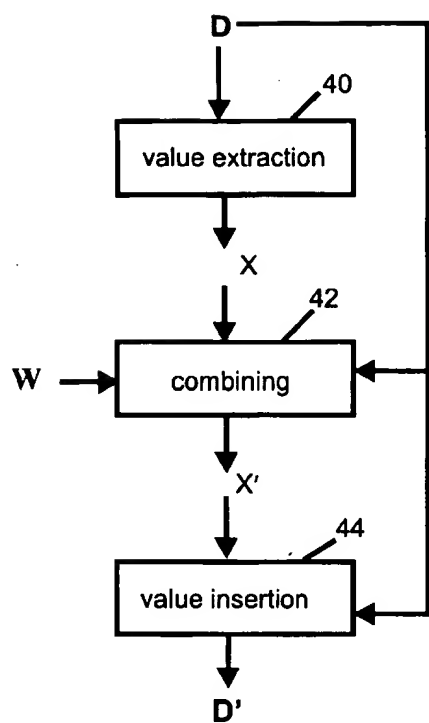 D
40
value extraction
X
42
W
combining
X'
44
value insertion
D'